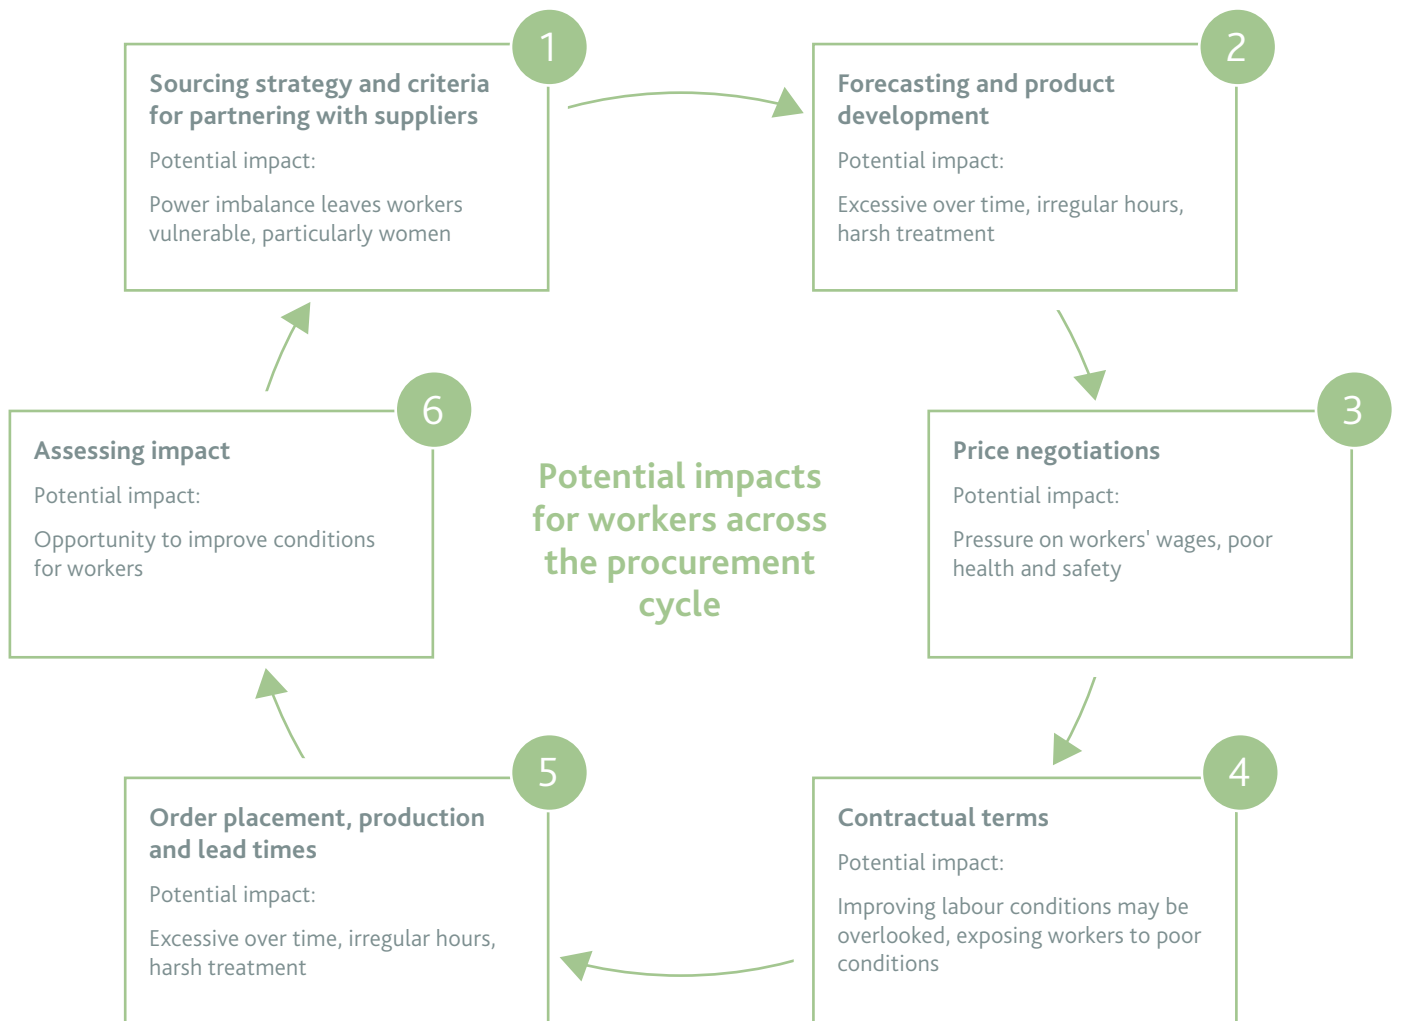 1
Sourcing strategy and criteria
for partnering with suppliers
Potential impact:
Power imbalance leaves workers
vulnerable, particularly women
2
Forecasting and product
development
Potential impact:
Excessive over time, irregular hours,
harsh treatment
3
Price negotiations
Potential impact:
Pressure on workers' wages, poor
health and safety
4
Contractual terms
Potential impact:
Improving labour conditions may be
overlooked, exposing workers to poor
conditions
5
Order placement, production
and lead times
Potential impact:
Excessive over time, irregular hours,
harsh treatment
6
Assessing impact
Potential impact:
Opportunity to improve conditions
for workers
Potential impacts
for workers across
the procurement
cycle